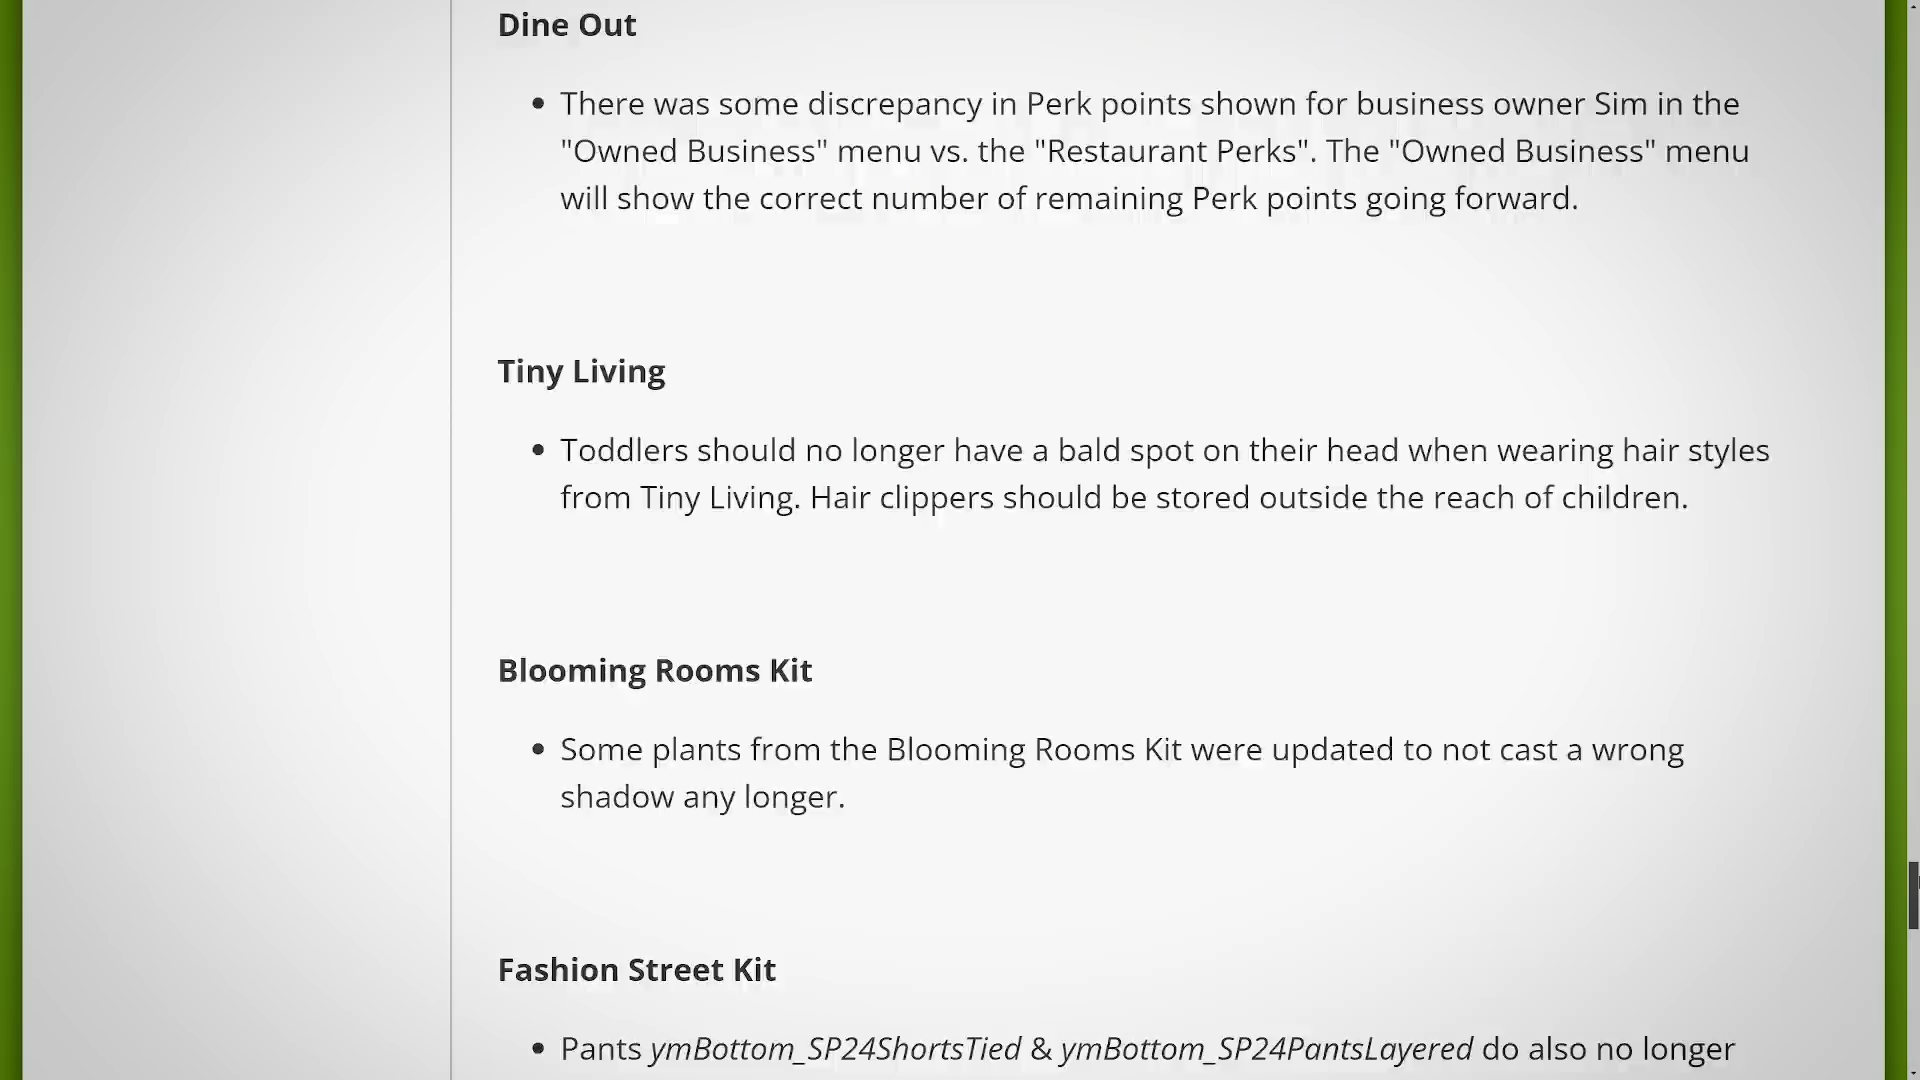 Dine Out
• There was some discrepancy in Perk points shown for business owner Sim in the
"Owned Business" menu vs. the "Restaurant Perks". The "Owned Business" menu
will show the correct number of remaining Perk points going forward.
Tiny Living
• Toddlers should no longer have a bald spot on their head when wearing hair styles
from Tiny Living. Hair clippers should be stored outside the reach of children.
Blooming Rooms Kit
• Some plants from the Blooming Rooms Kit were updated to not cast a wrong
shadow any longer.
Fashion Street Kit
• Pants ymBottom_SP24ShortsTied & ymBottom_SP24PantsLayered do also no longer